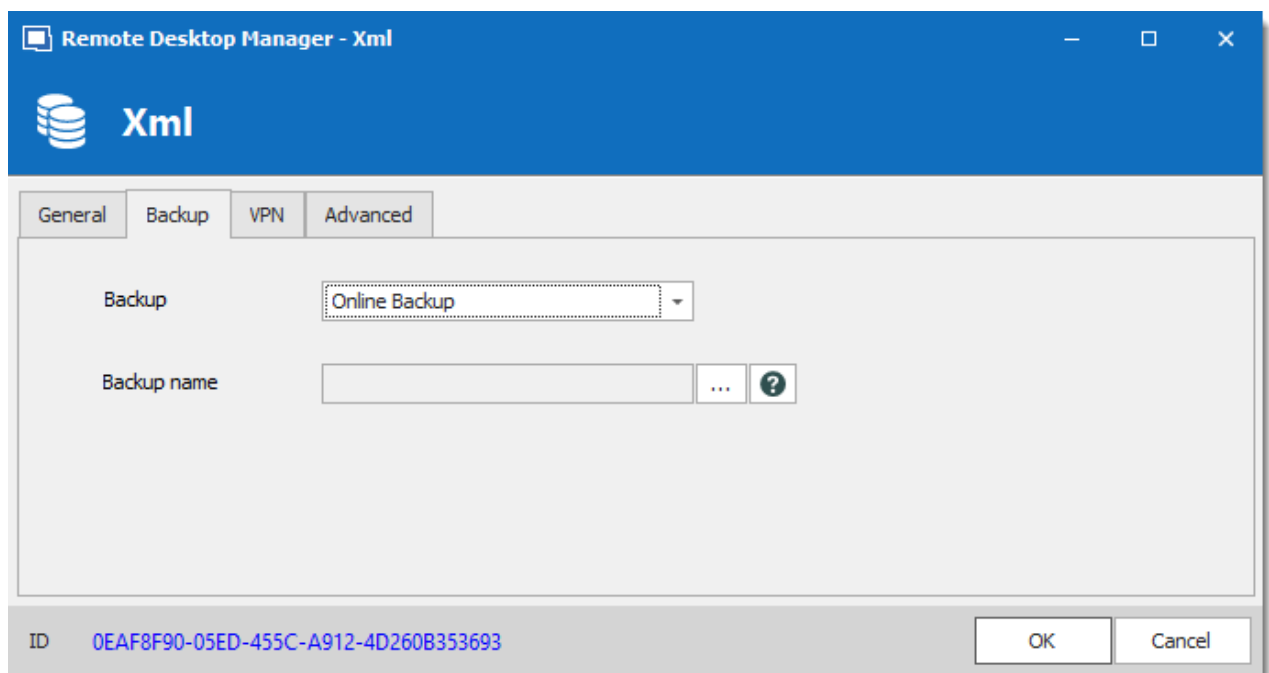 Remote Desktop Manager - Xml
Xml
General Backup VPN Advanced
Backup Online Backup
Backup name ... ?
ID 0EAF8F90-05ED-455C-A912-4D260B353693 OK Cancel